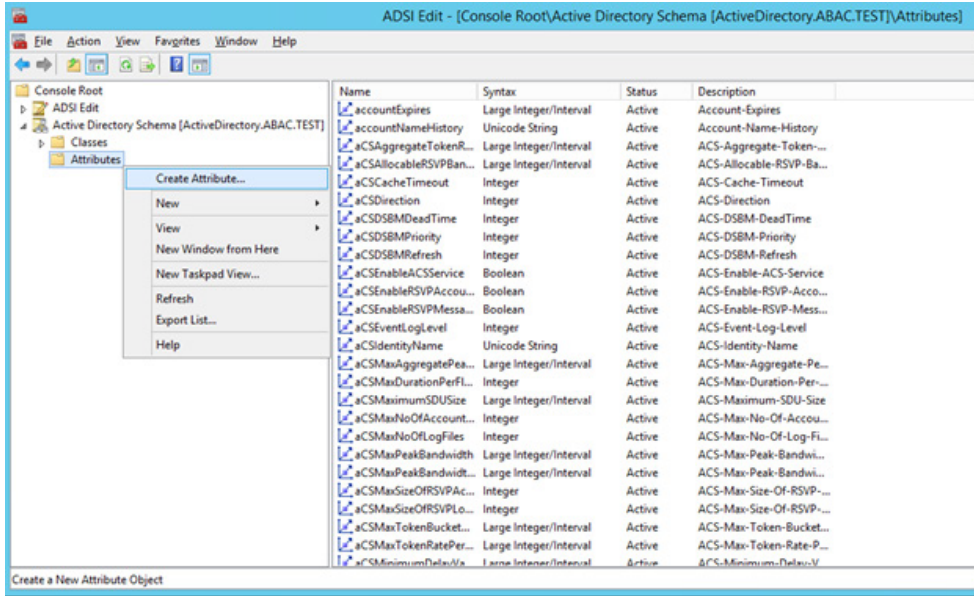 ADSI Edit - [Console Root\Active Directory Schema [ActiveDirectory.ABAC.TEST]\Attributes]
File Action View Favorites Window Help
Console Root
ADSI Edit
Active Directory Schema [ActiveDirectory.ABAC.TEST]
Classes
Attributes
Create Attribute...
New
View
New Window from Here
New Taskpad View...
Refresh
Export List...
Help
Name Syntax Status Description
accountExpires Large Integer/Interval Active Account-Expires
accountNameHistory Unicode String Active Account-Name-History
aCSAggregateTokenR... Large Integer/Interval Active ACS-Aggregate-Token-...
aCSAllocableRSVPBan... Large Integer/Interval Active ACS-Allocable-RSVP-Ba...
aCSCacheTimeout Integer Active ACS-Cache-Timeout
aCSDirection Integer Active ACS-Direction
aCSDSBMDeadTime Integer Active ACS-DSBM-DeadTime
aCSDSBMPriority Integer Active ACS-DSBM-Priority
aCSDSBMRefresh Integer Active ACS-DSBM-Refresh
aCSEnableACSService Boolean Active ACS-Enable-ACS-Service
aCSEnableRSVPAccou... Boolean Active ACS-Enable-RSVP-Acco...
aCSEnableRSVPMessa... Boolean Active ACS-Enable-RSVP-Mess...
aCSEventLogLevel Integer Active ACS-Event-Log-Level
aCSIdentityName Unicode String Active ACS-Identity-Name
aCSMaxAggregatePea... Large Integer/Interval Active ACS-Max-Aggregate-Pe...
aCSMaxDurationPerFl... Integer Active ACS-Max-Duration-Per-...
aCSMaximumSDUSize Large Integer/Interval Active ACS-Maximum-SDU-Size
aCSMaxNoOfAccount... Integer Active ACS-Max-No-Of-Accou...
aCSMaxNoOfLogFiles Integer Active ACS-Max-No-Of-Log-Fi...
aCSMaxPeakBandwidth Large Integer/Interval Active ACS-Max-Peak-Bandwi...
aCSMaxPeakBandwidt... Large Integer/Interval Active ACS-Max-Peak-Bandwi...
aCSMaxSizeOfRSVPAc... Integer Active ACS-Max-Size-Of-RSVP-...
aCSMaxSizeOfRSVPLo... Integer Active ACS-Max-Size-Of-RSVP-...
aCSMaxTokenBucket... Large Integer/Interval Active ACS-Max-Token-Bucket...
aCSMaxTokenRatePer... Large Integer/Interval Active ACS-Max-Token-Rate-P...
aCSMinimumDelayVa... Large Integer/Interval Active ACS-Minimum-Delay-V...
Create a New Attribute Object